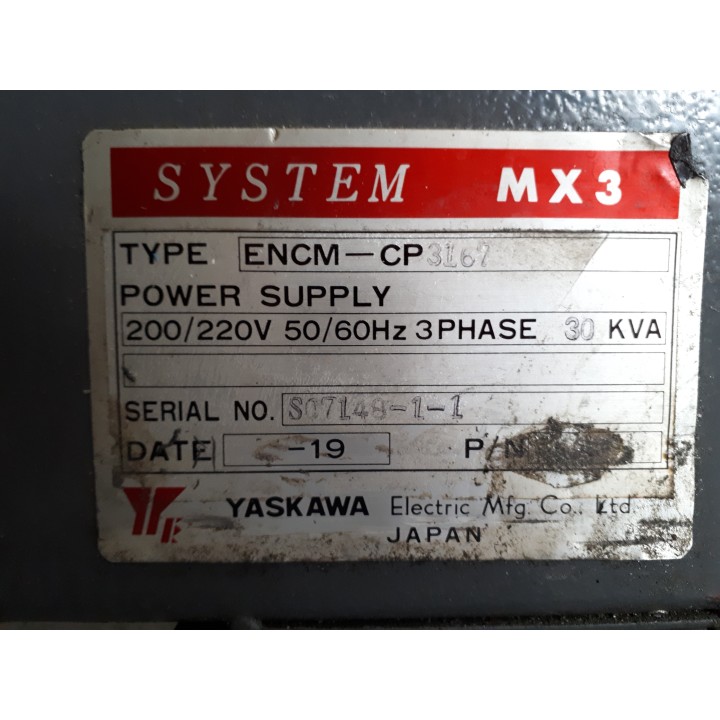 SYSTEM MX3
TYPE ENCM-CP3167
POWER SUPPLY
200/220V 50/60Hz 3PHASE 30 KVA
SERIAL NO. S07148-1-1
DATE -19 P/N
YASKAWA Electric Mfg. Co., Ltd.
JAPAN